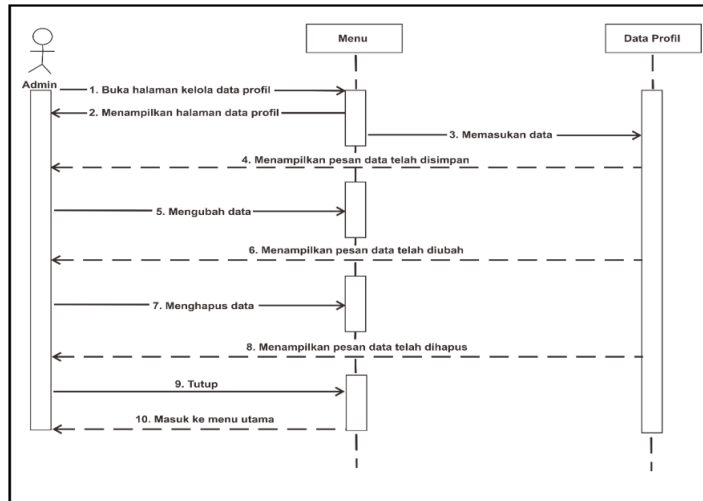 Menu
Data Profil
Admin
1. Buka halaman kelola data profil
2. Menampilkan halaman data profil
3. Memasukan data
4. Menampilkan pesan data telah disimpan
5. Mengubah data
6. Menampilkan pesan data telah diubah
7. Menghapus data
8. Menampilkan pesan data telah dihapus
9. Tutup
10. Masuk ke menu utama